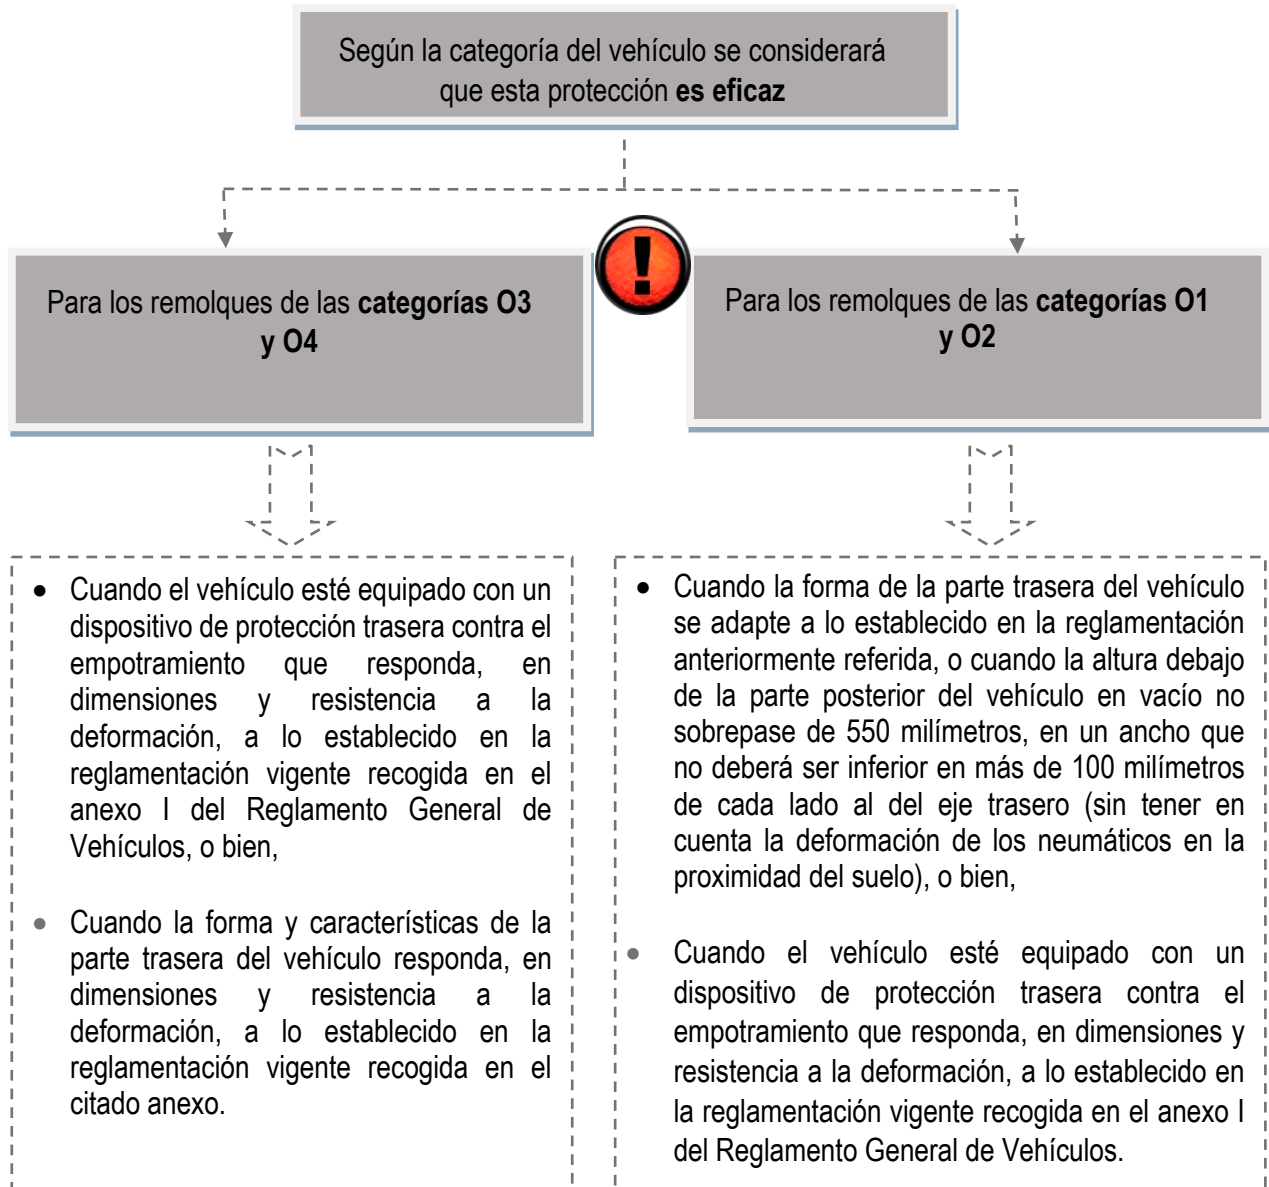 Según la categoría del vehículo se considerará
que esta protección es eficaz
Para los remolques de las categorías O3
y O4
Para los remolques de las categorías O1
y O2
• Cuando el vehículo esté equipado con un
dispositivo de protección trasera contra el
empotramiento que responda, en
dimensiones y resistencia a la
deformación, a lo establecido en la
reglamentación vigente recogida en el
anexo I del Reglamento General de
Vehículos, o bien,
• Cuando la forma y características de la
parte trasera del vehículo responda, en
dimensiones y resistencia a la
deformación, a lo establecido en la
reglamentación vigente recogida en el
citado anexo.
• Cuando la forma de la parte trasera del vehículo
se adapte a lo establecido en la reglamentación
anteriormente referida, o cuando la altura debajo
de la parte posterior del vehículo en vacío no
sobrepase de 550 milímetros, en un ancho que
no deberá ser inferior en más de 100 milímetros
de cada lado al del eje trasero (sin tener en
cuenta la deformación de los neumáticos en la
proximidad del suelo), o bien,
• Cuando el vehículo esté equipado con un
dispositivo de protección trasera contra el
empotramiento que responda, en dimensiones y
resistencia a la deformación, a lo establecido en
la reglamentación vigente recogida en el anexo I
del Reglamento General de Vehículos.